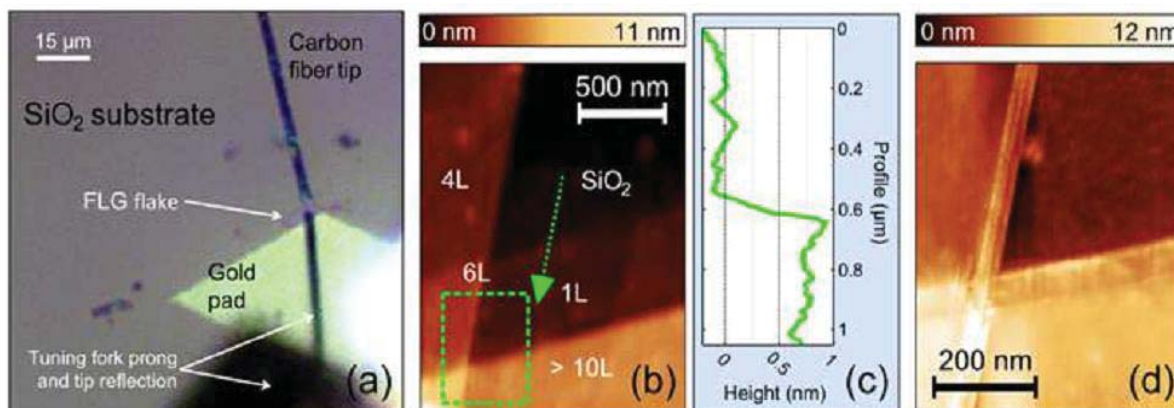 15 µm
Carbon
fiber tip
SiO₂ substrate
FLG flake
Gold
pad
Tuning fork prong
and tip reflection
(a)
0 nm 11 nm
500 nm
4L
SiO₂
6L
1L
> 10L
(b)
0
0.2
0.4
0.6
0.8
1
Profile (µm)
0 0.5 1
Height (nm)
(c)
0 nm 12 nm
200 nm
(d)